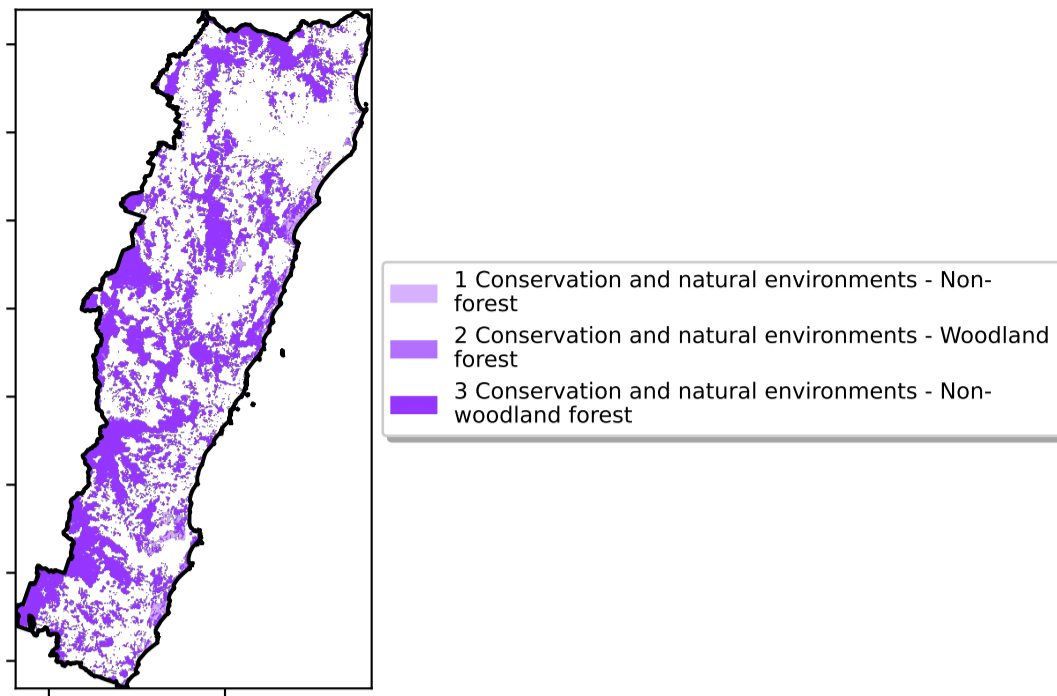 1 Conservation and natural environments - Non-
forest
2 Conservation and natural environments - Woodland
forest
3 Conservation and natural environments - Non-
woodland forest